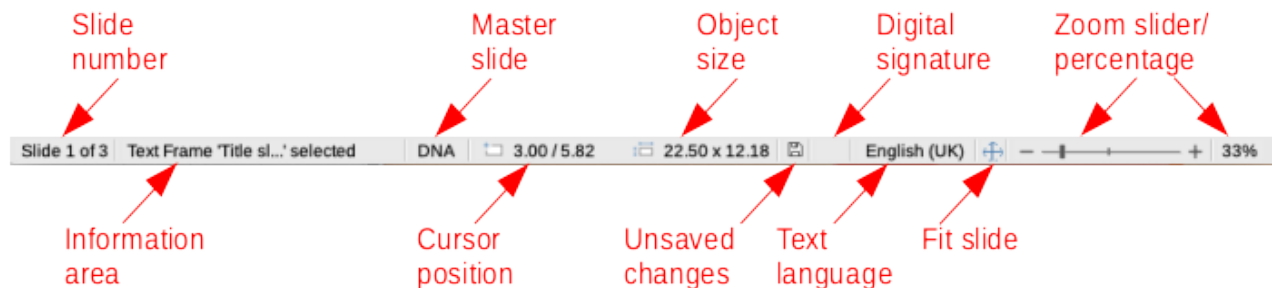 Slide
number
Master
slide
Object
size
Digital
signature
Zoom slider/
percentage
Slide 1 of 3 Text Frame 'Title sl...' selected DNA 3.00 / 5.82 22.50 x 12.18 English (UK) 33%
Information
area
Cursor
position
Unsaved
changes
Text
language
Fit slide